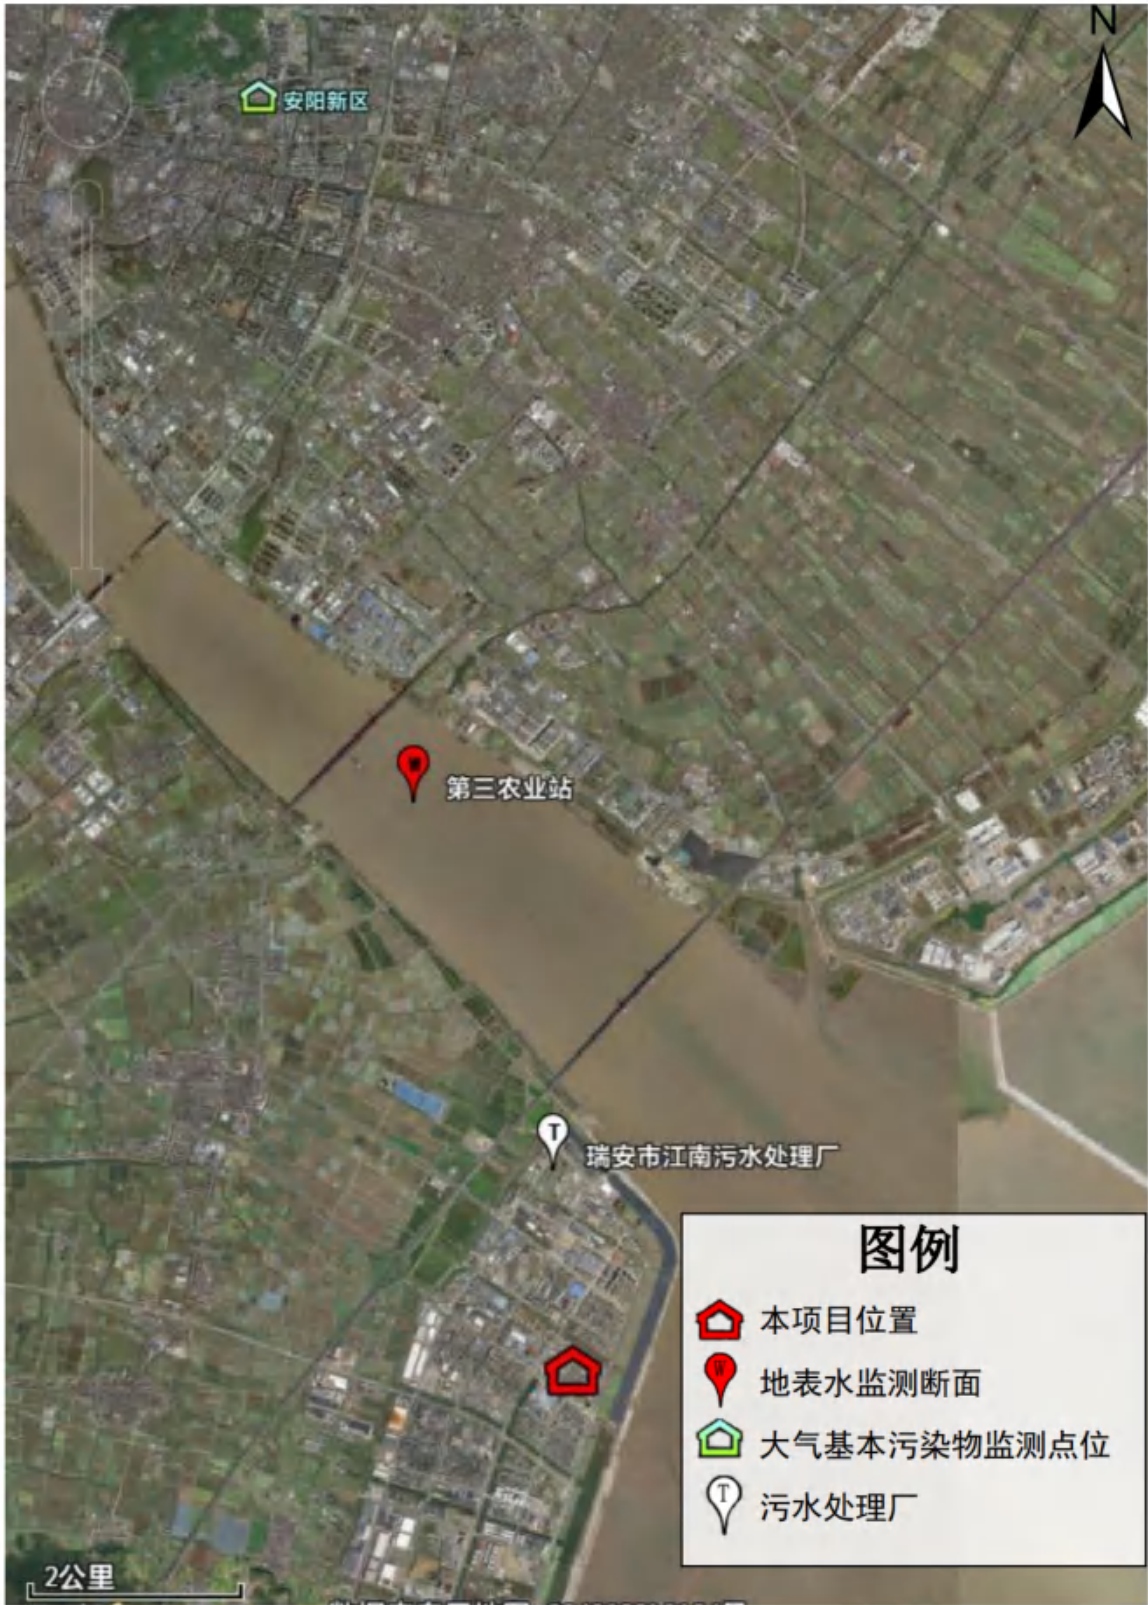 N
安阳新区
第三农业站
T
瑞安市江南污水处理厂
图例
本项目位置
W
地表水监测断面
大气基本污染物监测点位
T
污水处理厂
2公里